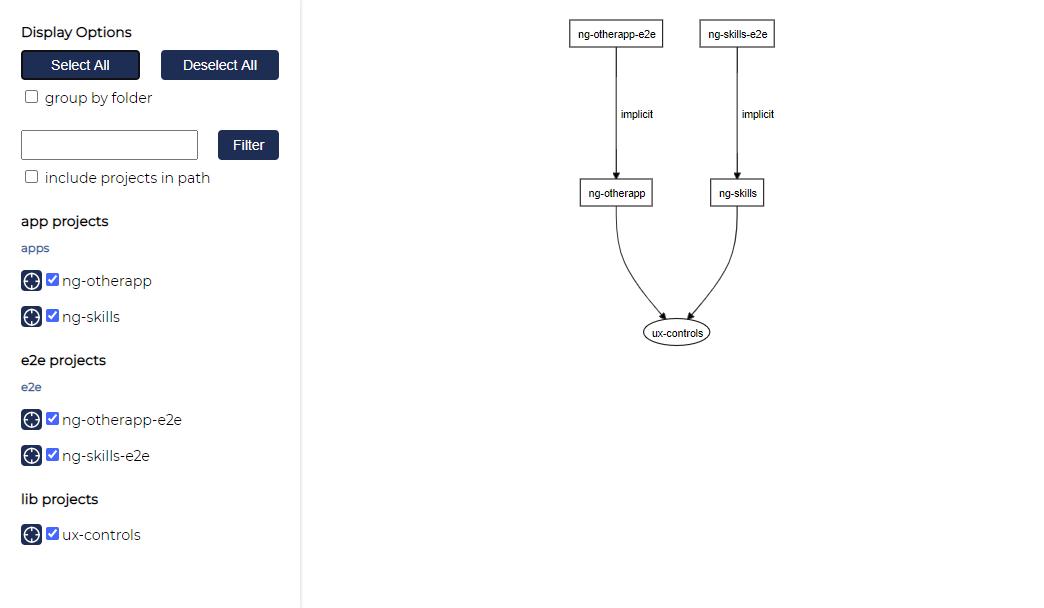 Display Options
Select All
Deselect All
group by folder
Filter
include projects in path
app projects
apps
ng-otherapp
ng-skills
e2e projects
e2e
ng-otherapp-e2e
ng-skills-e2e
lib projects
ux-controls
ng-otherapp-e2e
ng-skills-e2e
implicit
implicit
ng-otherapp
ng-skills
ux-controls